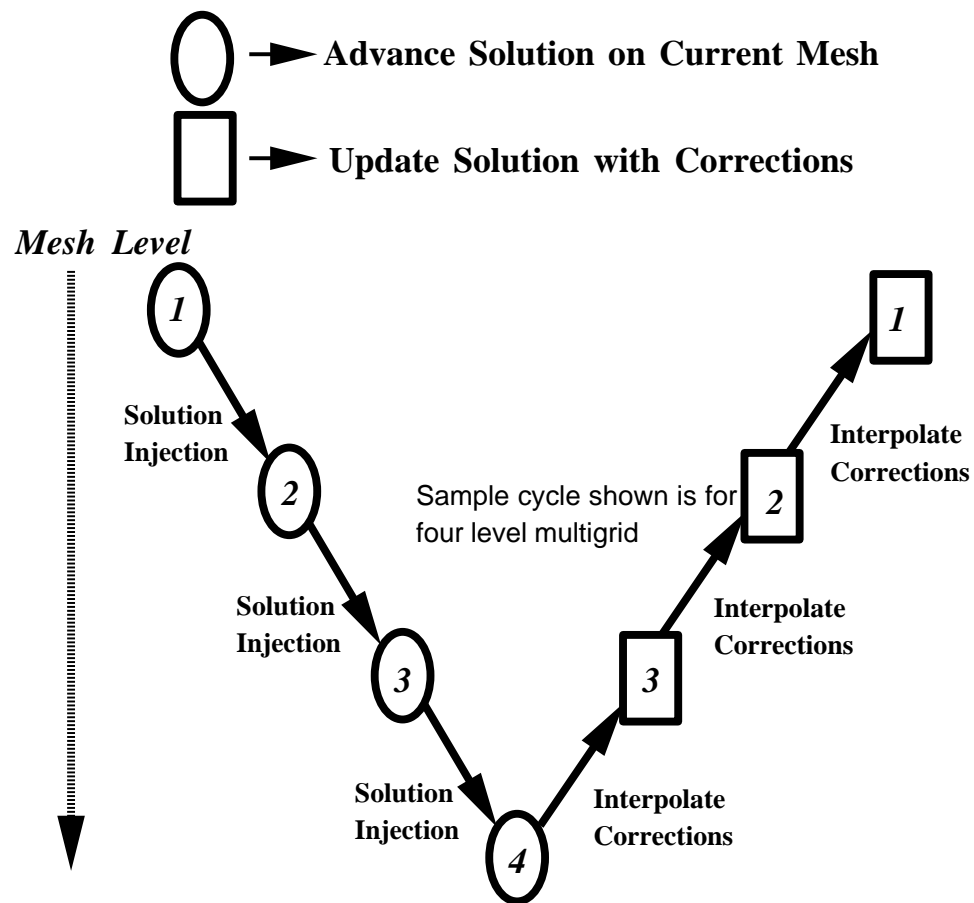 Advance Solution on Current Mesh
Update Solution with Corrections
Mesh Level
1
1
Solution
Injection
Interpolate
Corrections
2
Sample cycle shown is for
four level multigrid
2
Solution
Injection
Interpolate
Corrections
3
3
Solution
Injection
Interpolate
Corrections
4